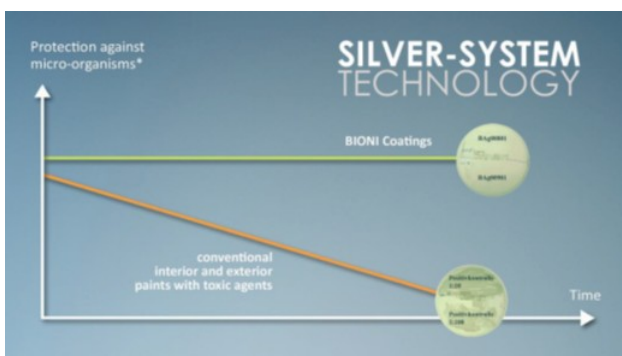 Protection against
micro-organisms*
SILVER-SYSTEM
TECHNOLOGY
BIONI Coatings
conventional
interior and exterior
paints with toxic agents
Time